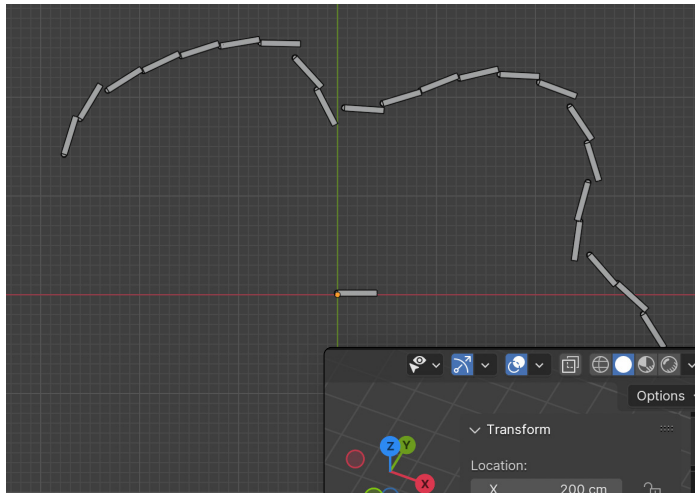 Options
Transform
Z
Y
X
Location:
X 200 cm